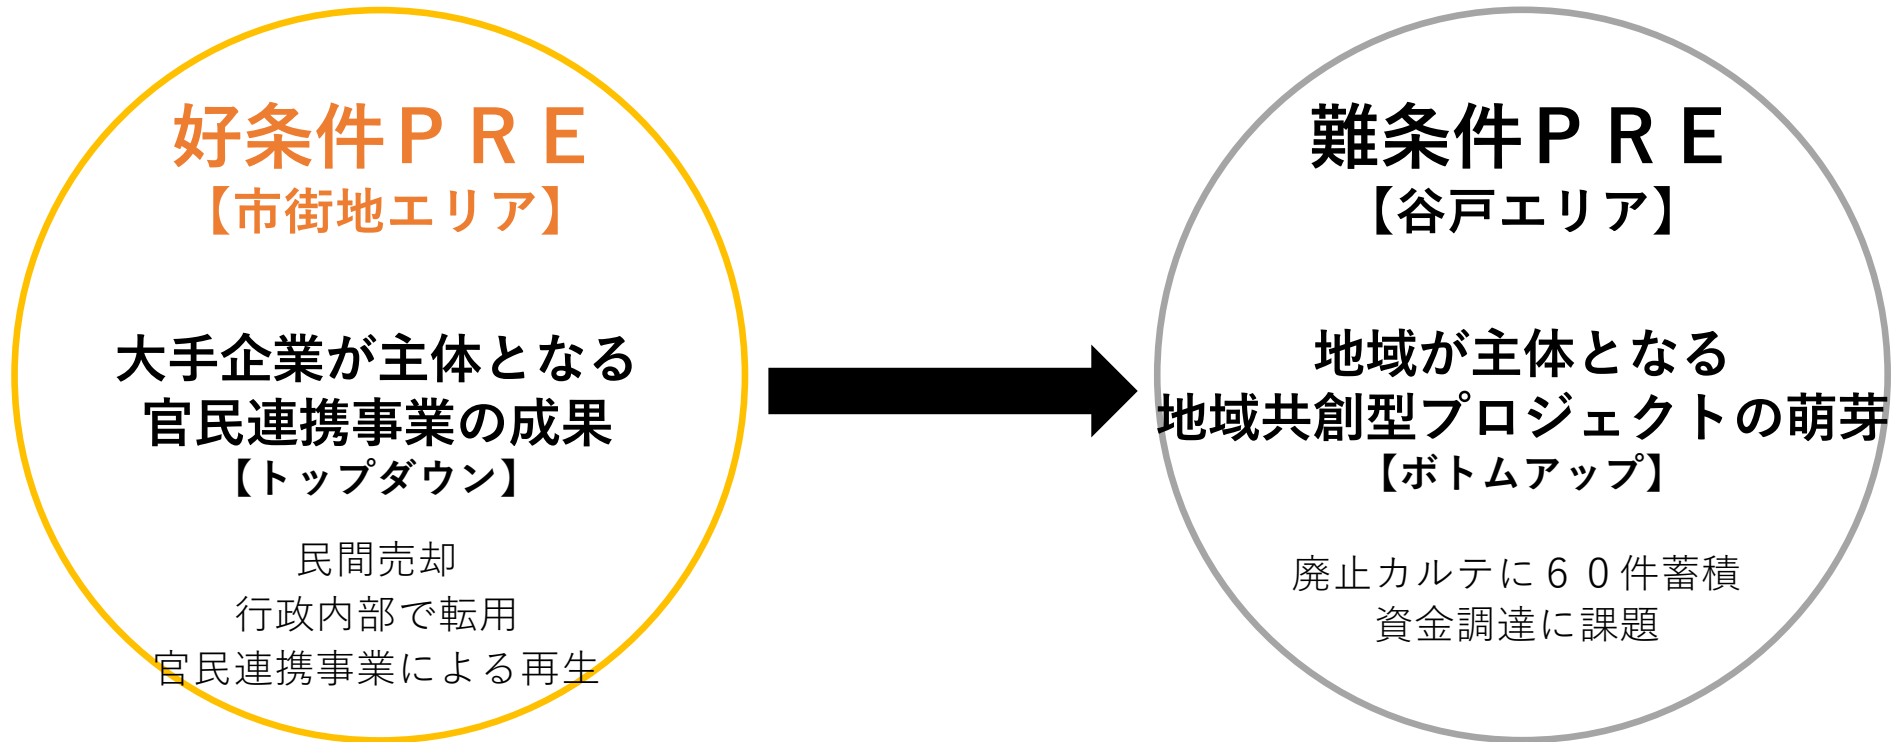 好条件ＰＲＥ
【市街地エリア】
大手企業が主体となる
官民連携事業の成果
【トップダウン】
民間売却
行政内部で転用
官民連携事業による再生
難条件ＰＲＥ
【谷戸エリア】
地域が主体となる
地域共創型プロジェクトの萌芽
【ボトムアップ】
廃止カルテに６０件蓄積
資金調達に課題